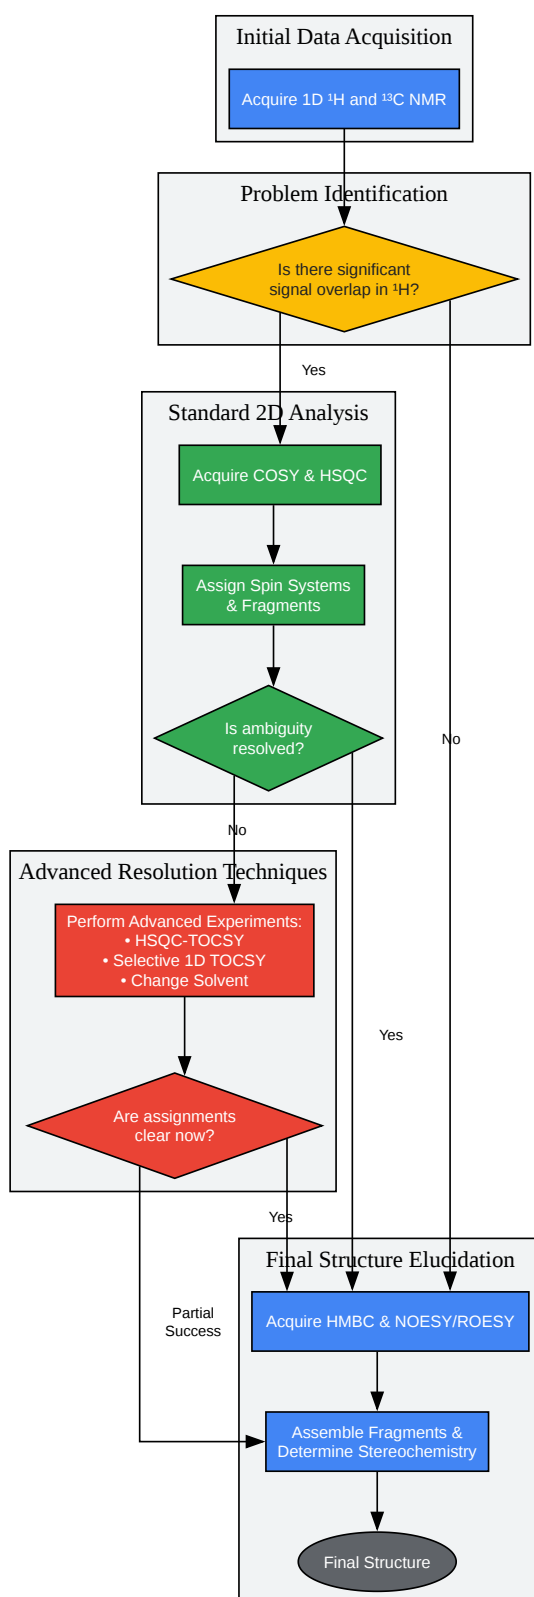 Initial Data Acquisition
Acquire 1D ¹H and ¹³C NMR
Problem Identification
Is there significant
signal overlap in ¹H?
Yes
Standard 2D Analysis
Acquire COSY & HSQC
Assign Spin Systems
& Fragments
Is ambiguity
resolved?
No
No
Advanced Resolution Techniques
Perform Advanced Experiments:
• HSQC-TOCSY
• Selective 1D TOCSY
• Change Solvent
Yes
Are assignments
clear now?
Yes
Final Structure Elucidation
Partial
Success
Acquire HMBC & NOESY/ROESY
Assemble Fragments &
Determine Stereochemistry
Final Structure